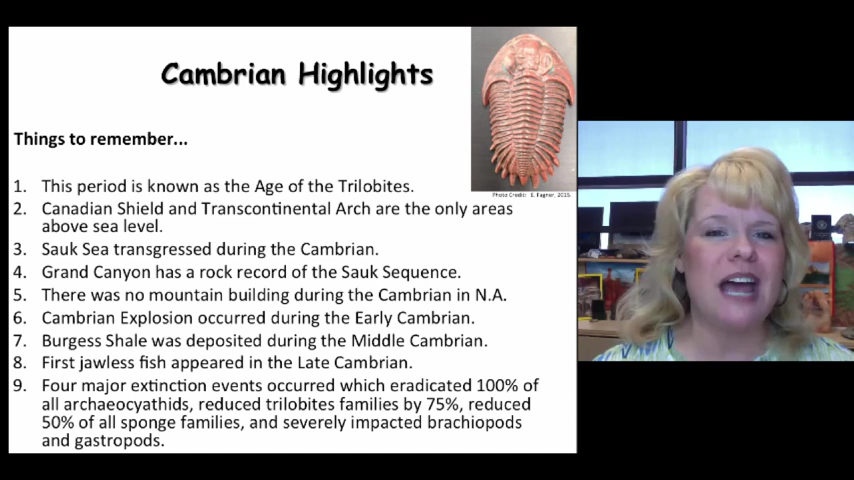 Cambrian Highlights
Photo Credit: E. Fagner, 2015.
Things to remember...
1. This period is known as the Age of the Trilobites.
2. Canadian Shield and Transcontinental Arch are the only areas
above sea level.
3. Sauk Sea transgressed during the Cambrian.
4. Grand Canyon has a rock record of the Sauk Sequence.
5. There was no mountain building during the Cambrian in N.A.
6. Cambrian Explosion occurred during the Early Cambrian.
7. Burgess Shale was deposited during the Middle Cambrian.
8. First jawless fish appeared in the Late Cambrian.
9. Four major extinction events occurred which eradicated 100% of
all archaeocyathids, reduced trilobites families by 75%, reduced
50% of all sponge families, and severely impacted brachiopods
and gastropods.